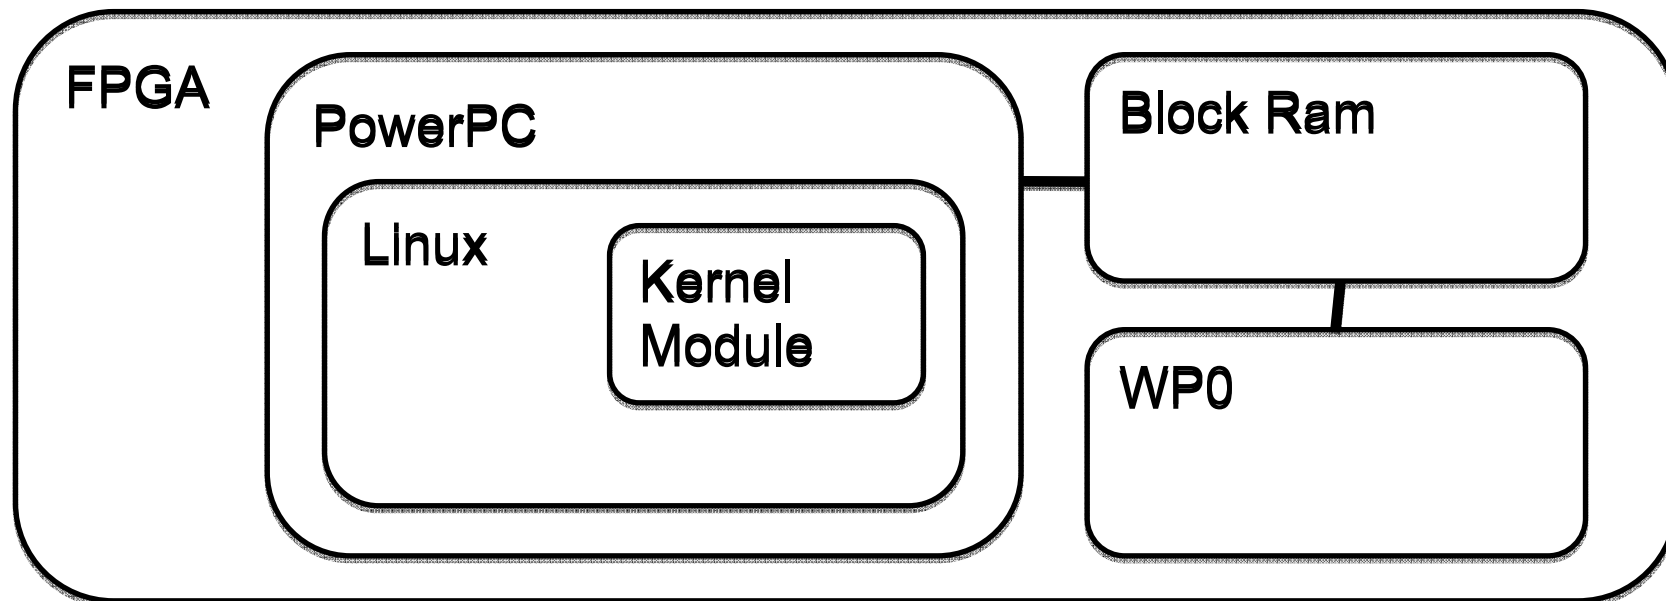 FPGA
PowerPC
Linux
Kernel
Module
Block Ram
WP0